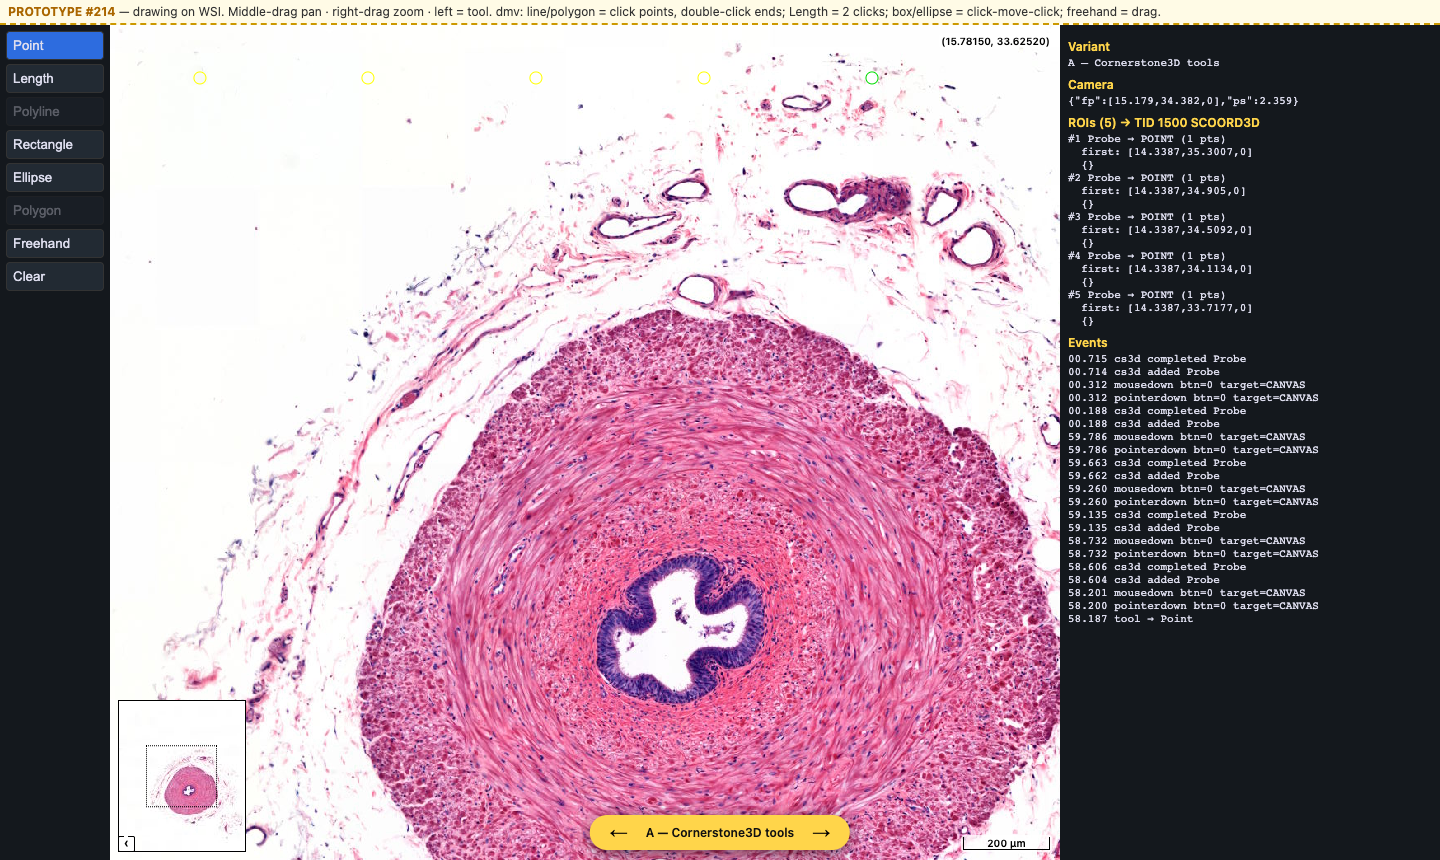 PROTOTYPE #214 — drawing on WSI. Middle-drag pan · right-drag zoom · left = tool. dmv: line/polygon = click points, double-click ends; Length = 2 clicks; box/ellipse = click-move-click; freehand = drag.
Point
Length
Polyline
Rectangle
Ellipse
Polygon
Freehand
Clear
(15.78150, 33.62520)
← A — Cornerstone3D tools →
200 µm
Variant
A — Cornerstone3D tools
Camera
{"fp":[15.179,34.382,0],"ps":2.359}
ROIs (5) → TID 1500 SCOORD3D
#1 Probe → POINT (1 pts)
first: [14.3387,35.3007,0]
{}
#2 Probe → POINT (1 pts)
first: [14.3387,34.905,0]
{}
#3 Probe → POINT (1 pts)
first: [14.3387,34.5092,0]
{}
#4 Probe → POINT (1 pts)
first: [14.3387,34.1134,0]
{}
#5 Probe → POINT (1 pts)
first: [14.3387,33.7177,0]
{}
Events
00.715 cs3d completed Probe
00.714 cs3d added Probe
00.312 mousedown btn=0 target=CANVAS
00.312 pointerdown btn=0 target=CANVAS
00.188 cs3d completed Probe
00.188 cs3d added Probe
59.786 mousedown btn=0 target=CANVAS
59.786 pointerdown btn=0 target=CANVAS
59.663 cs3d completed Probe
59.662 cs3d added Probe
59.260 mousedown btn=0 target=CANVAS
59.260 pointerdown btn=0 target=CANVAS
59.135 cs3d completed Probe
59.135 cs3d added Probe
58.732 mousedown btn=0 target=CANVAS
58.732 pointerdown btn=0 target=CANVAS
58.606 cs3d completed Probe
58.604 cs3d added Probe
58.201 mousedown btn=0 target=CANVAS
58.200 pointerdown btn=0 target=CANVAS
58.187 tool → Point